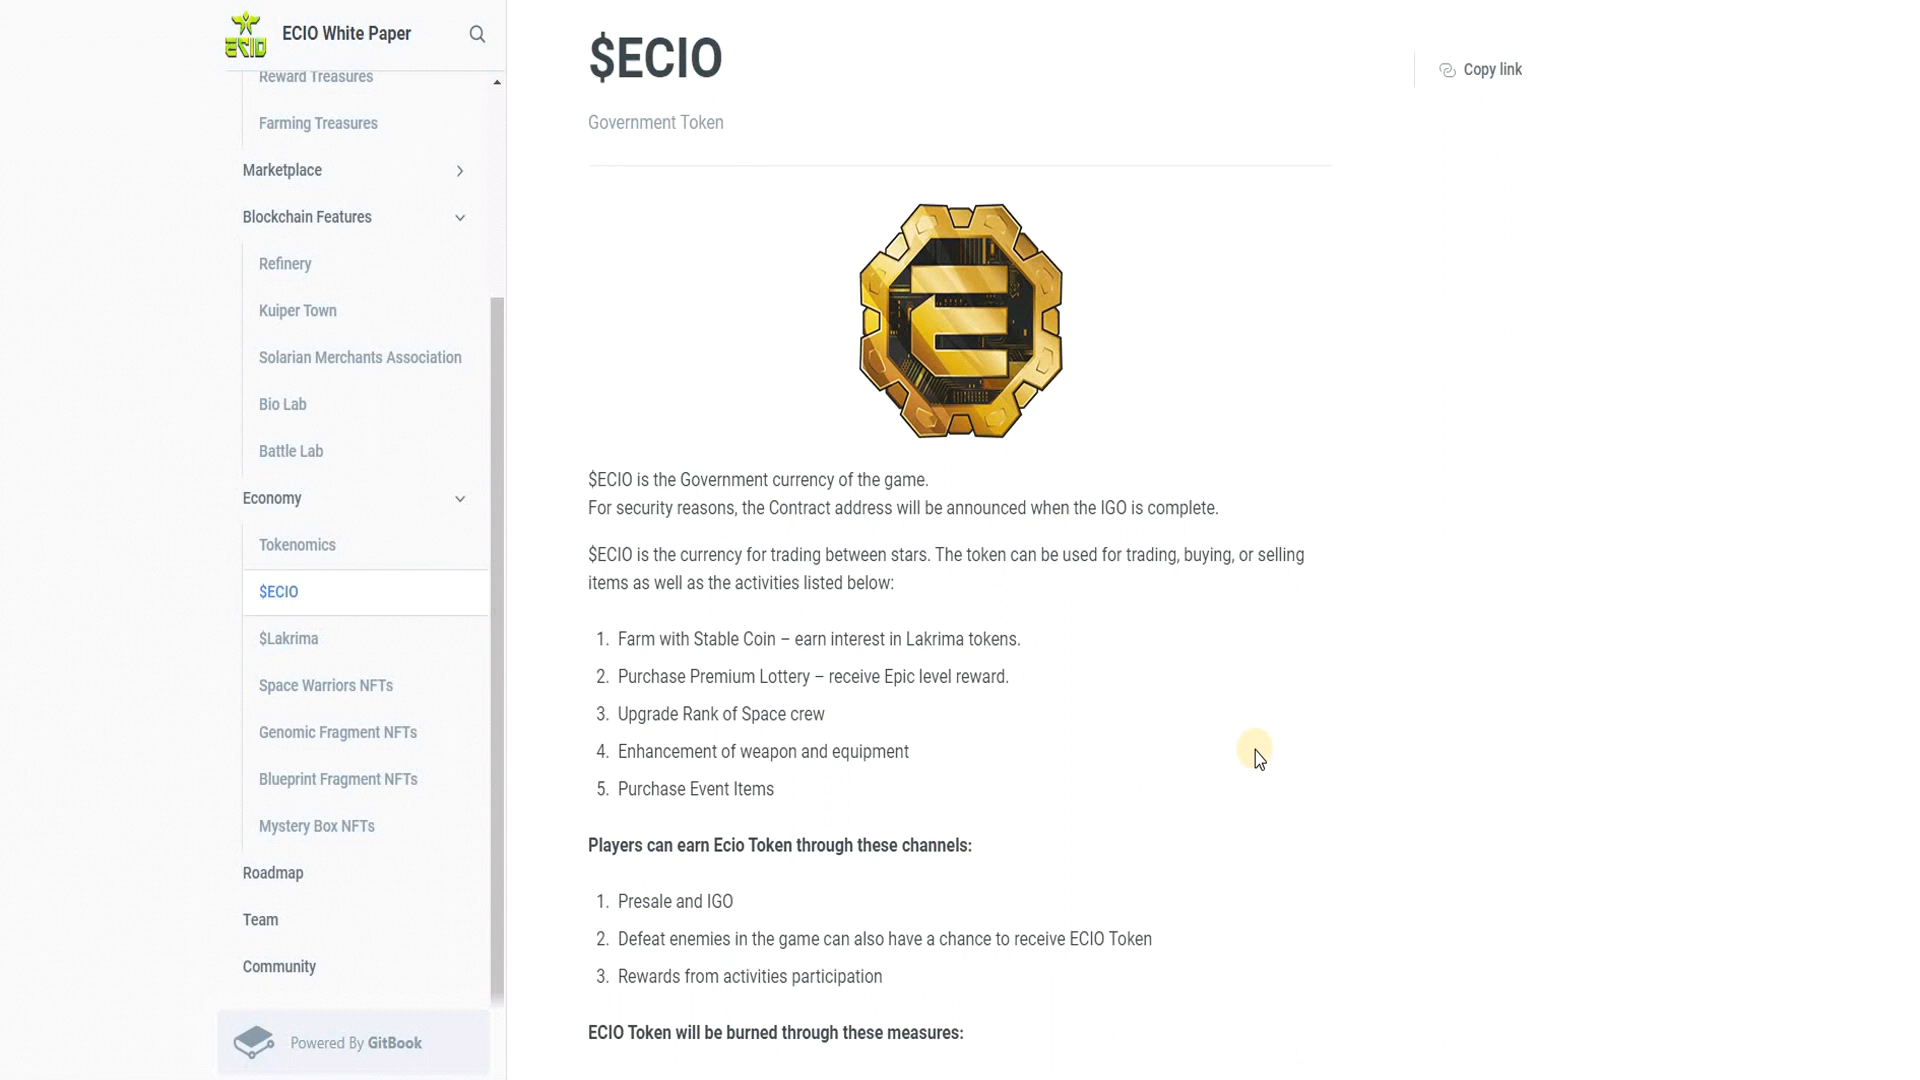 ECIO
ECIO White Paper
Reward Treasures
Farming Treasures
Marketplace
Blockchain Features
Refinery
Kuiper Town
Solarian Merchants Association
Bio Lab
Battle Lab
Economy
Tokenomics
$ECIO
$Lakrima
Space Warriors NFTs
Genomic Fragment NFTs
Blueprint Fragment NFTs
Mystery Box NFTs
Roadmap
Team
Community
Powered By GitBook
$ECIO
Copy link
Government Token
E
$ECIO is the Government currency of the game.
For security reasons, the Contract address will be announced when the IGO is complete.
$ECIO is the currency for trading between stars. The token can be used for trading, buying, or selling
items as well as the activities listed below:
1. Farm with Stable Coin – earn interest in Lakrima tokens.
2. Purchase Premium Lottery – receive Epic level reward.
3. Upgrade Rank of Space crew
4. Enhancement of weapon and equipment
5. Purchase Event Items
Players can earn Ecio Token through these channels:
1. Presale and IGO
2. Defeat enemies in the game can also have a chance to receive ECIO Token
3. Rewards from activities participation
ECIO Token will be burned through these measures: